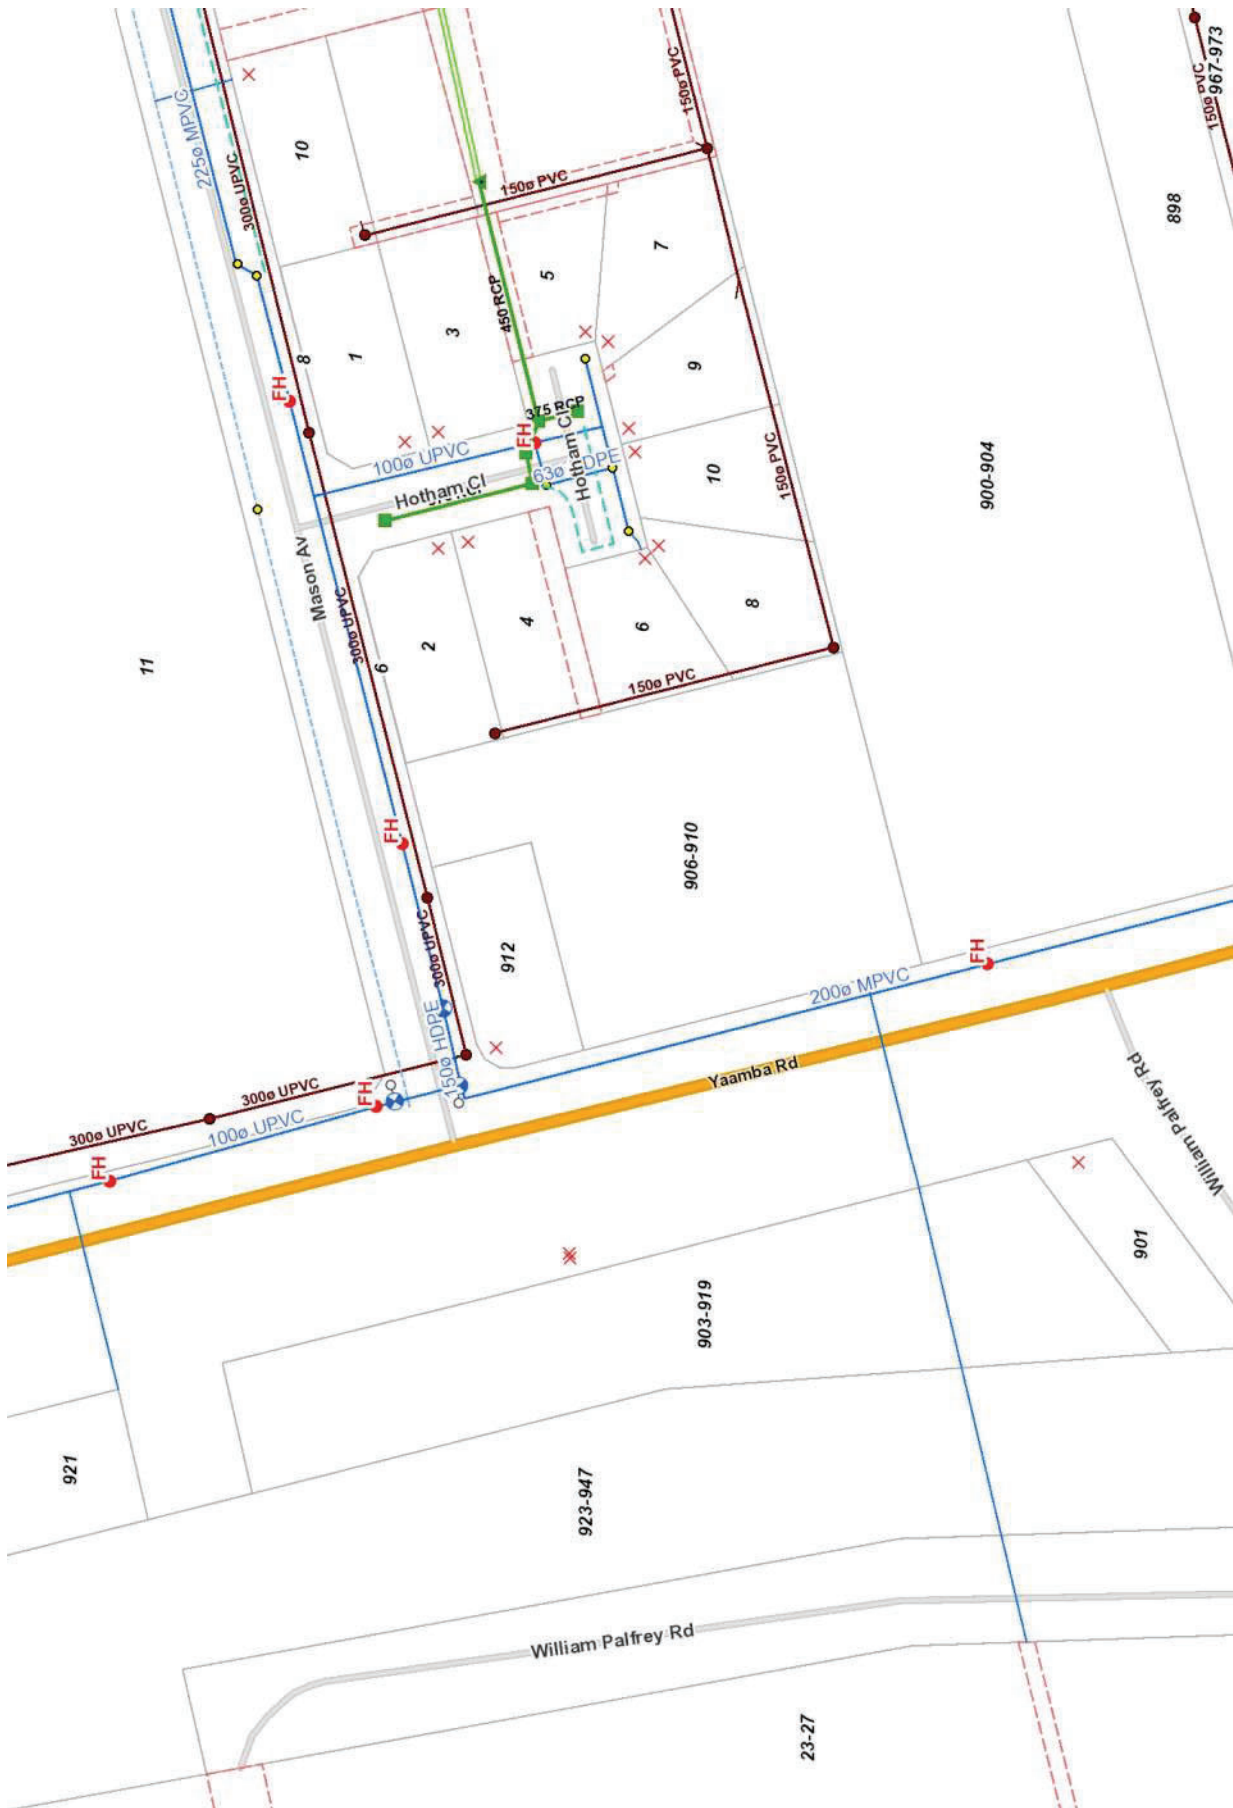 967-973
150ø PVC
150ø PVC
225ø MPVC
300ø UPVC
10
150ø PVC
898
7
5
450 RCP
3
1
8
FH
9
375 RCP
FH
Hotham Cl
100ø UPVC
63ø
DPE
10
150ø PVC
900-904
Hotham Cl
Mason Av
300ø UPVC
11
2
4
6
8
6
150ø PVC
FH
906-910
300ø UPVC
912
FH
200ø MPVC
150ø HDPE
Yaamba Rd
300ø UPVC
300ø UPVC
FH
100ø UPVC
FH
William Palfrey Rd
901
903-919
921
923-947
William Palfrey Rd
23-27